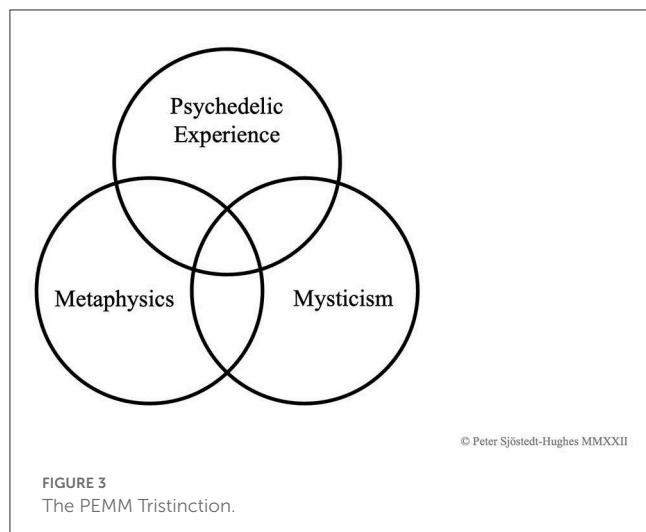 Psychedelic
Experience
Metaphysics
Mysticism
© Peter Sjöstedt-Hughes MMXXII
FIGURE 3
The PEMM Tristinction.